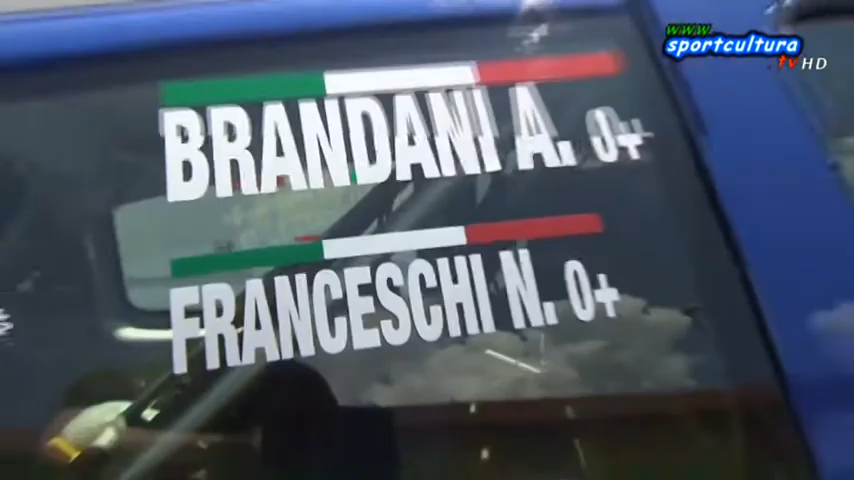 www
sportcultura
.tv HD
BRANDANI A. 0+
FRANCESCHI N. 0+